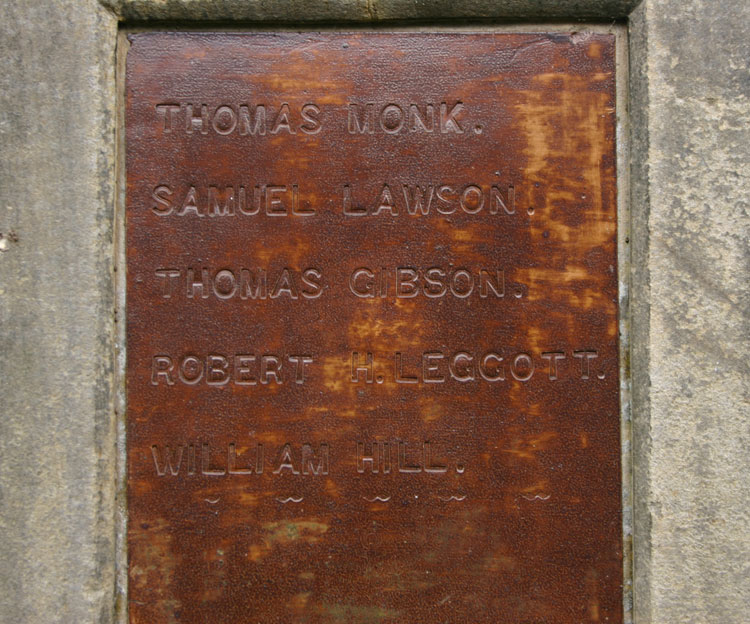 THOMAS MONK.
SAMUEL LAWSON.
THOMAS GIBSON.
ROBERT H. LEGGOTT.
WILLIAM HILL.